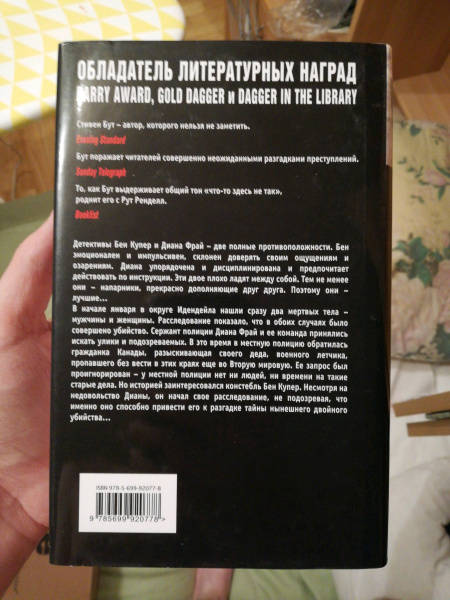 ОБЛАДАТЕЛЬ ЛИТЕРАТУРНЫХ НАГРАД
BARRY AWARD, GOLD DAGGER и DAGGER IN THE LIBRARY
Стивен Бут – автор, которого нельзя не заметить.
Evening Standard
Бут поражает читателей совершенно неожиданными разгадками преступлений.
Sunday Telegraph
То, как Бут выдерживает общий тон «что-то здесь не так»,
роднит его с Рут Ренделл.
Booklist
Детективы Бен Купер и Диана Фрай – две полные противоположности. Бен
эмоционален и импульсивен, склонен доверять своим ощущениям и
озарениям. Диана упорядочена и дисциплинирована и предпочитает
действовать по инструкции. Эти двое плохо ладят между собой. Тем не менее
они – напарники, прекрасно дополняющие друг друга. Поэтому они –
лучшие...
В начале января в округе Идендейла нашли сразу два мертвых тела –
мужчины и женщины. Расследование показало, что в обоих случаях было
совершено убийство. Сержант полиции Диана Фрай и ее команда принялись
искать улики и подозреваемых. В это время в местную полицию обратилась
гражданка Канады, разыскивающая своего деда, военного летчика,
пропавшего без вести в этих краях еще во Вторую мировую. Ее запрос был
проигнорирован – у местной полиции нет ни людей, ни времени на такие
старые дела. Но историей заинтересовался констебль Бен Купер. Несмотря на
недовольство Дианы, он начал свое расследование, не подозревая, что
именно оно способно привести его к разгадке тайны нынешнего двойного
убийства...
ISBN 978-5-699-92077-8
9 785699 920778 >